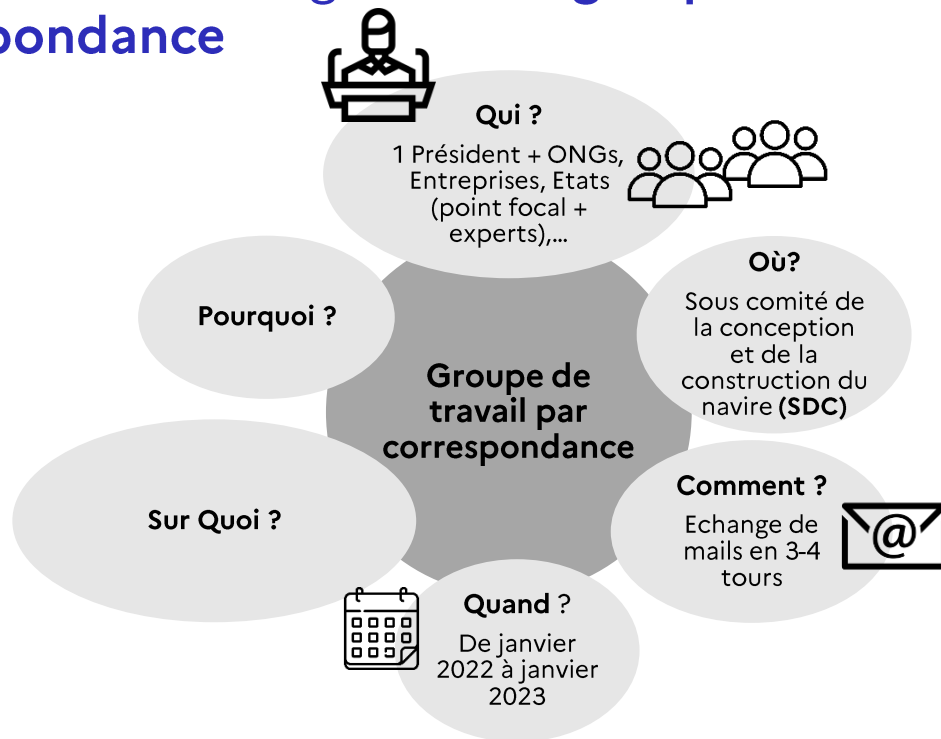 pondance
Qui ?
1 Président + ONGs,
Entreprises, Etats
(point focal +
experts),...
Où?
Sous comité de
la conception
et de la
construction du
navire (SDC)
Pourquoi ?
Groupe de
travail par
correspondance
Comment ?
Echange de
mails en 3-4
tours
Sur Quoi ?
Quand ?
De janvier
2022 à janvier
2023
@